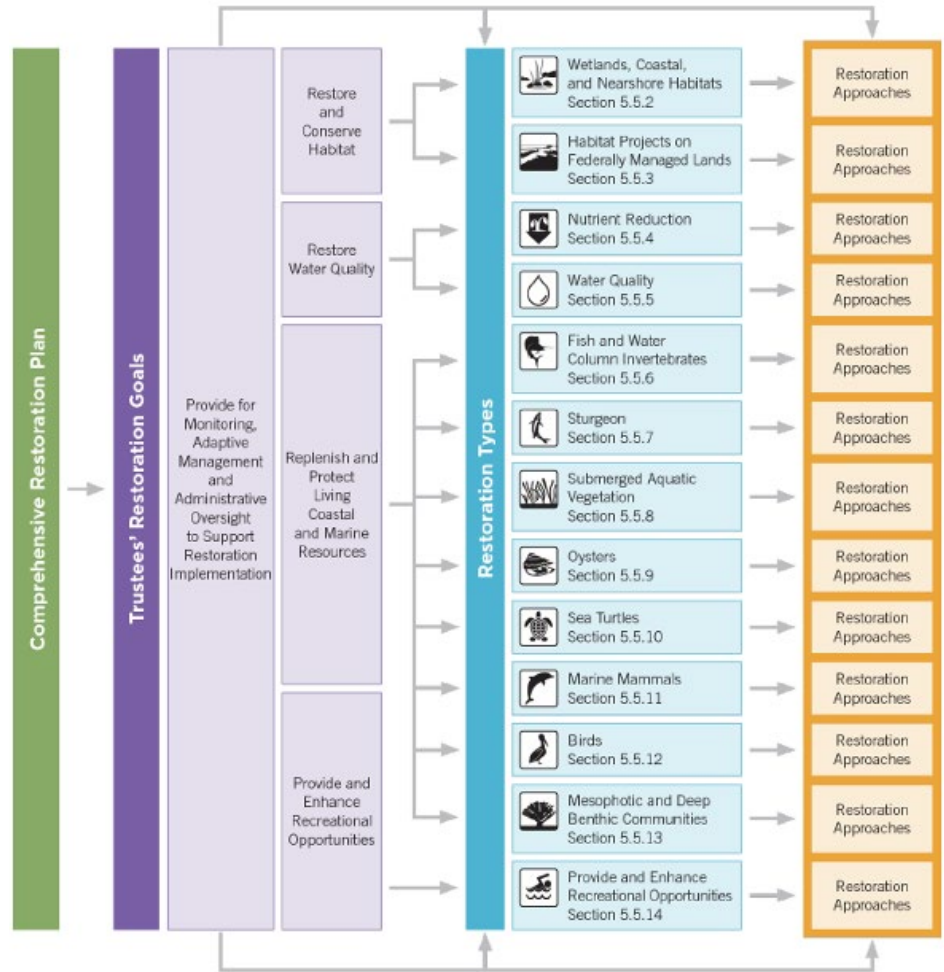 Comprehensive Restoration Plan
Trustees' Restoration Goals
Provide for
Monitoring,
Adaptive
Management
and
Administrative
Oversight
to Support
Restoration
Implementation
Restore
and
Conserve
Habitat
Restore
Water Quality
Replenish and
Protect
Living
Coastal
and Marine
Resources
Provide and
Enhance
Recreational
Opportunities
Restoration Types
Wetlands, Coastal,
and Nearshore Habitats
Section 5.5.2
Restoration
Approaches
Habitat Projects on
Federally Managed Lands
Section 5.5.3
Restoration
Approaches
Nutrient Reduction
Section 5.5.4
Restoration
Approaches
Water Quality
Section 5.5.5
Restoration
Approaches
Fish and Water
Column Invertebrates
Section 5.5.6
Restoration
Approaches
Sturgeon
Section 5.5.7
Restoration
Approaches
Submerged Aquatic
Vegetation
Section 5.5.8
Restoration
Approaches
Oysters
Section 5.5.9
Restoration
Approaches
Sea Turtles
Section 5.5.10
Restoration
Approaches
Marine Mammals
Section 5.5.11
Restoration
Approaches
Birds
Section 5.5.12
Restoration
Approaches
Mesophotic and Deep
Benthic Communities
Section 5.5.13
Restoration
Approaches
Provide and Enhance
Recreational Opportunities
Section 5.5.14
Restoration
Approaches